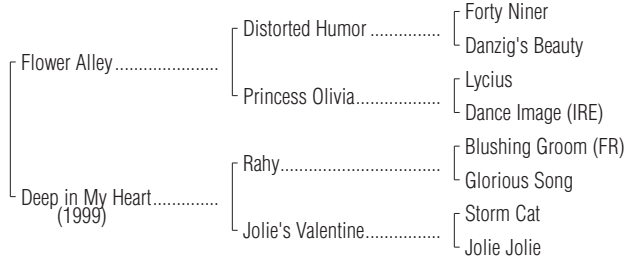 Forty Niner
Distorted Humor ...............
Danzig's Beauty
Flower Alley.......................
Lycius
Princess Olivia...................
Dance Image (IRE)
Blushing Groom (FR)
Rahy....................................
Glorious Song
Deep in My Heart..............
(1999)
Storm Cat
Jolie's Valentine.................
Jolie Jolie